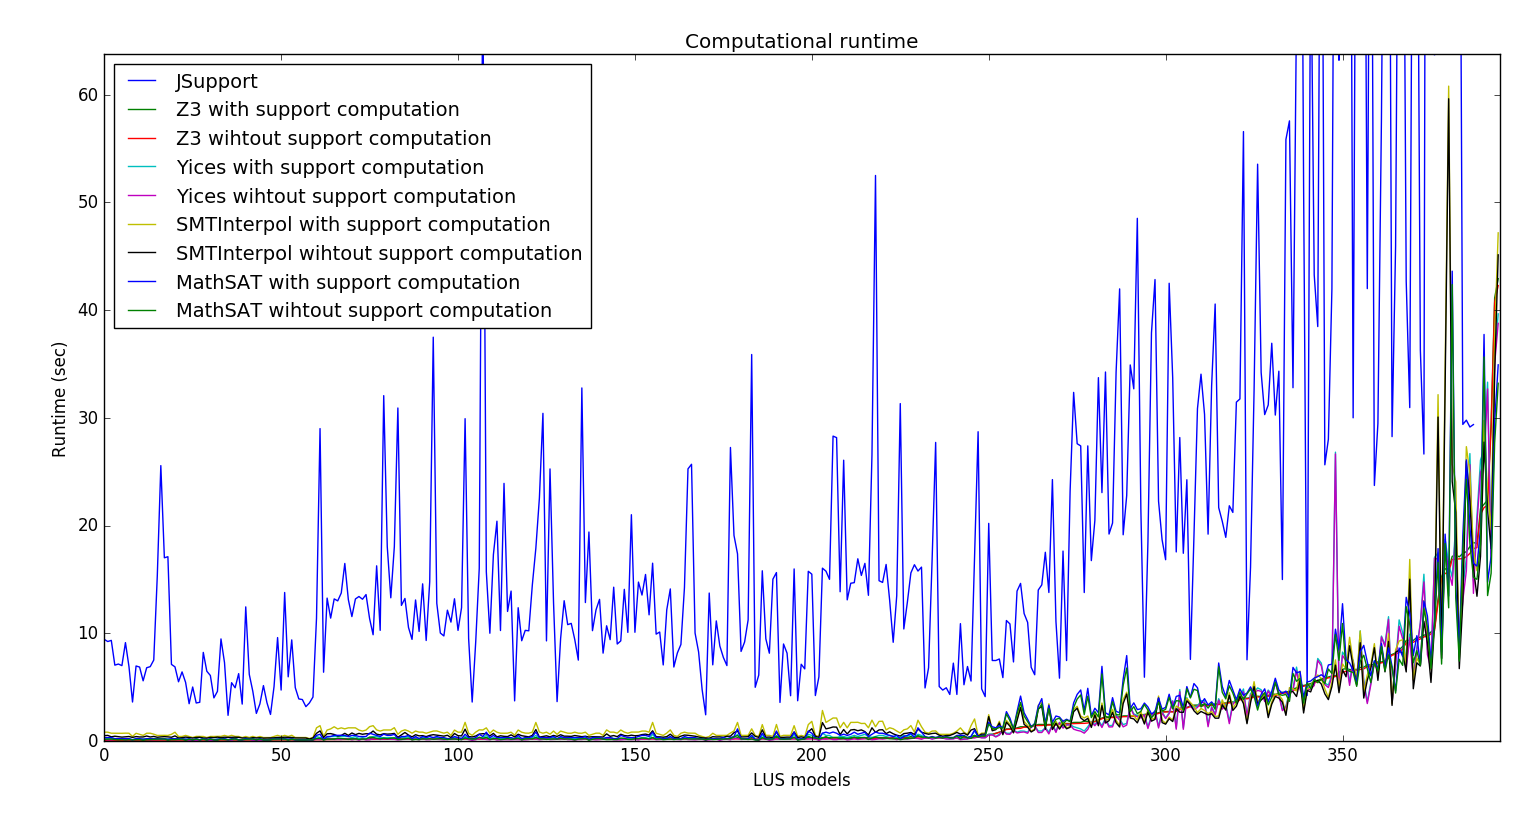 Computational runtime
JSupport
Z3 with support computation
Z3 wihtout support computation
Yices with support computation
Yices wihtout support computation
SMTInterpol with support computation
SMTInterpol wihtout support computation
MathSAT with support computation
MathSAT wihtout support computation
60
50
40
30
20
10
0
Runtime (sec)
0 50 100 150 200 250 300 350
LUS models